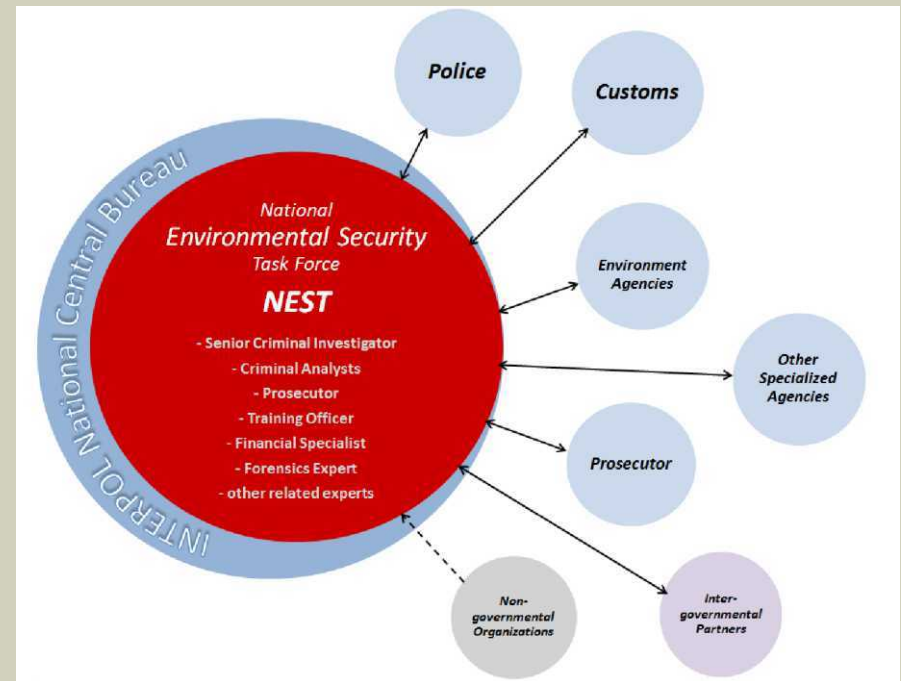 INTERPOL National Central Bureau
National
Environmental Security
Task Force
NEST
- Senior Criminal Investigator
- Criminal Analysts
- Prosecutor
- Training Officer
- Financial Specialist
- Forensics Expert
- other related experts
Police
Customs
Environment
Agencies
Other
Specialized
Agencies
Prosecutor
Inter-
governmental
Partners
Non-
governmental
Organizations